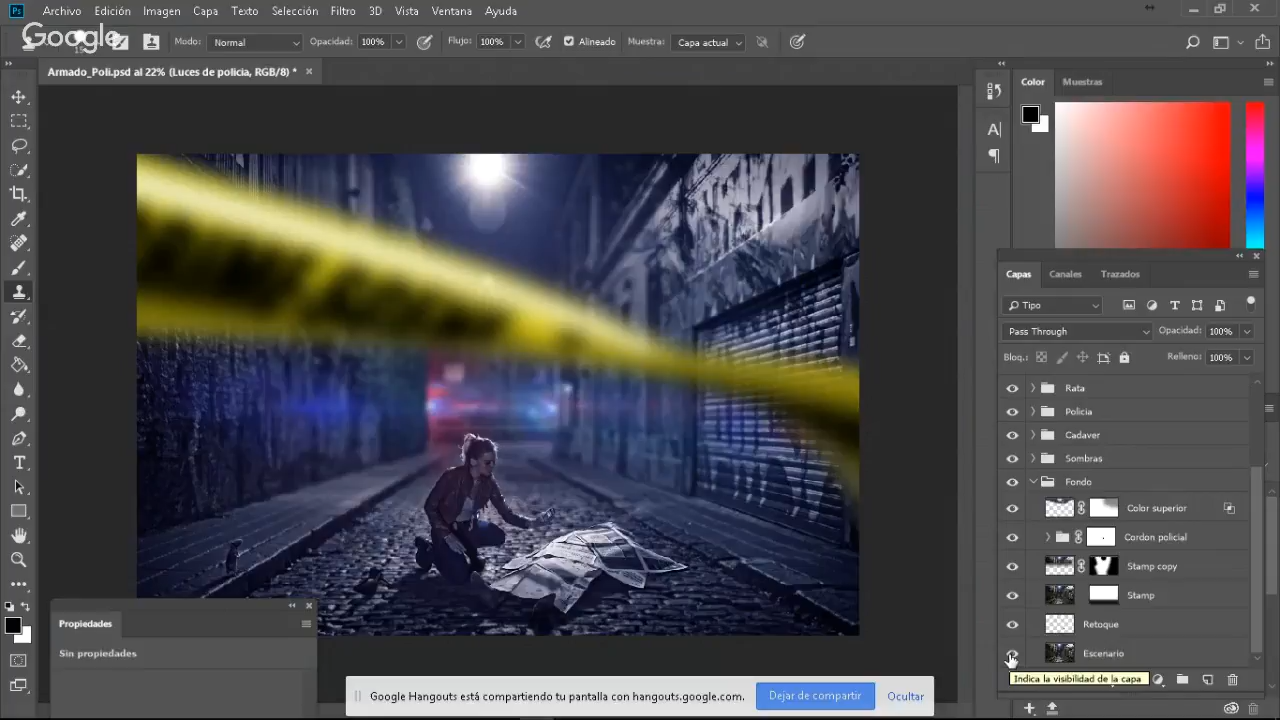 Archivo Edición Imagen Capa Texto Selección Filtro 3D Vista Ventana Ayuda
Google
Modo: Normal Opacidad: 100% Flujo: 100% Alineado Muestra: Capa actual
Armado_Poli.psd al 22% (Luces de policia, RGB/8) *
Color Muestras
Capas Canales Trazados
Tipo
Pass Through Opacidad: 100%
Bloq.: Relleno: 100%
Rata
Policia
Cadaver
Sombras
Fondo
Color superior
Cordon policial
Stamp copy
Stamp
Retoque
Escenario
Indica la visibilidad de la capa
Propiedades
Sin propiedades
Google Hangouts está compartiendo tu pantalla con hangouts.google.com. Dejar de compartir Ocultar